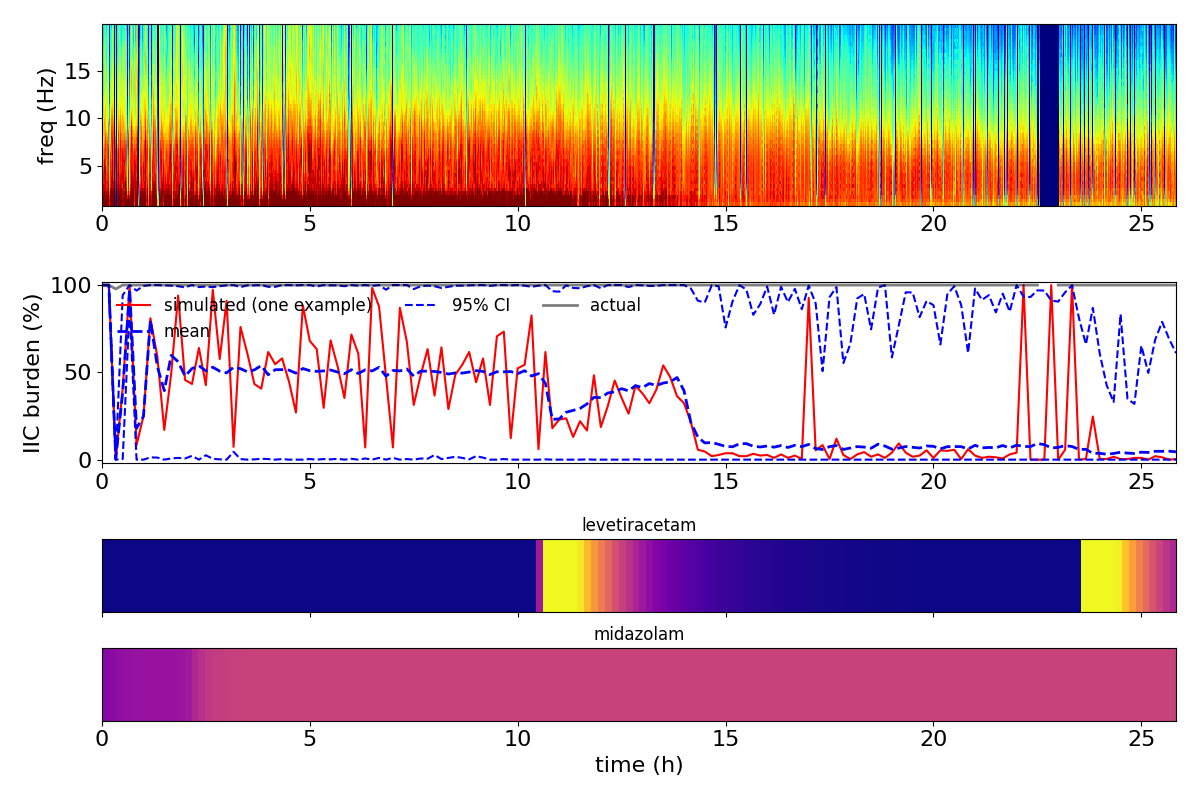 freq (Hz)
15
10
5
0 5 10 15 20 25
IIC burden (%)
100
50
0
simulated (one example) 95% CI actual
mean
0 5 10 15 20 25
levetiracetam
midazolam
0 5 10 15 20 25
time (h)